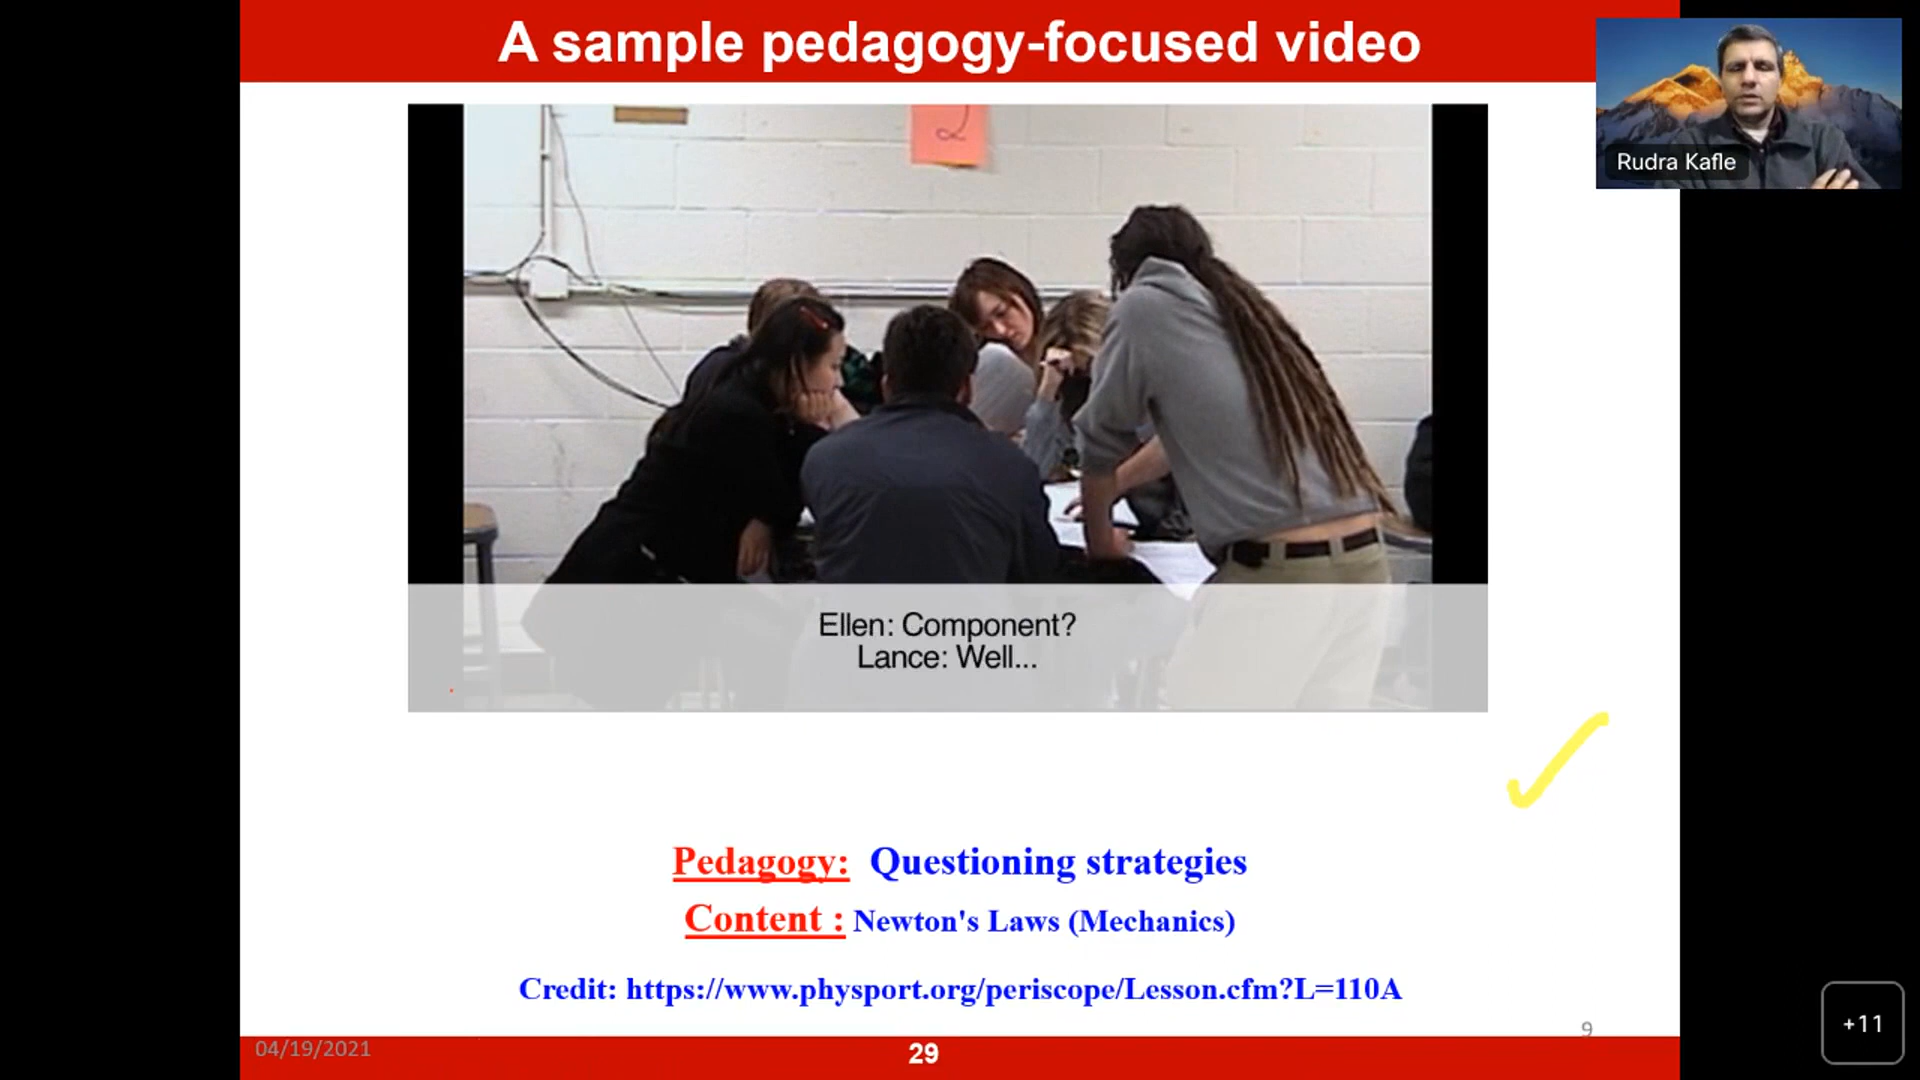 A sample pedagogy-focused video
Rudra Kafle
2
Ellen: Component?
Lance: Well...
Pedagogy: Questioning strategies
Content : Newton's Laws (Mechanics)
Credit: https://www.physport.org/periscope/Lesson.cfm?L=110A
9
04/19/2021
29
+11